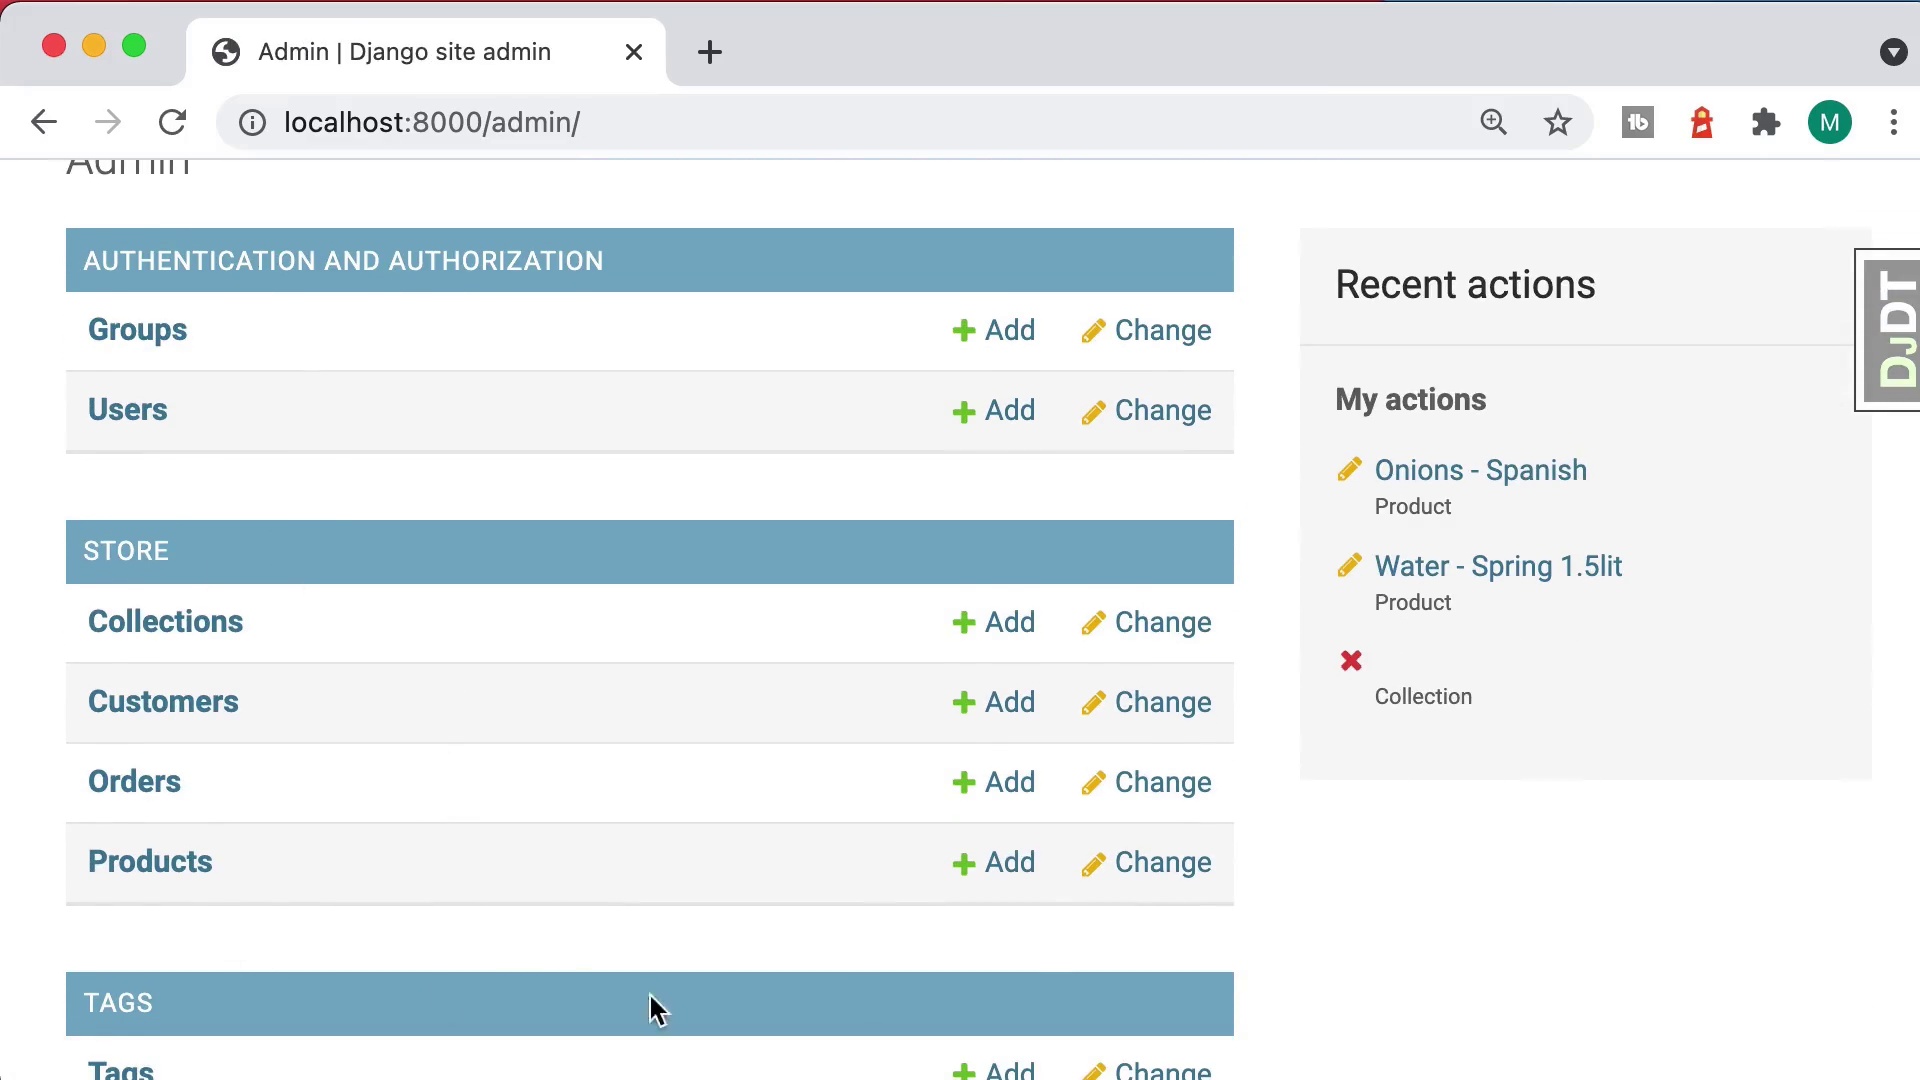 Admin | Django site admin
localhost:8000/admin/
M
Admin
AUTHENTICATION AND AUTHORIZATION
Groups Add Change
Users Add Change
STORE
Collections Add Change
Customers Add Change
Orders Add Change
Products Add Change
TAGS
Tags Add Change
Recent actions
My actions
Onions - Spanish
Product
Water - Spring 1.5lit
Product
Collection
DJDT